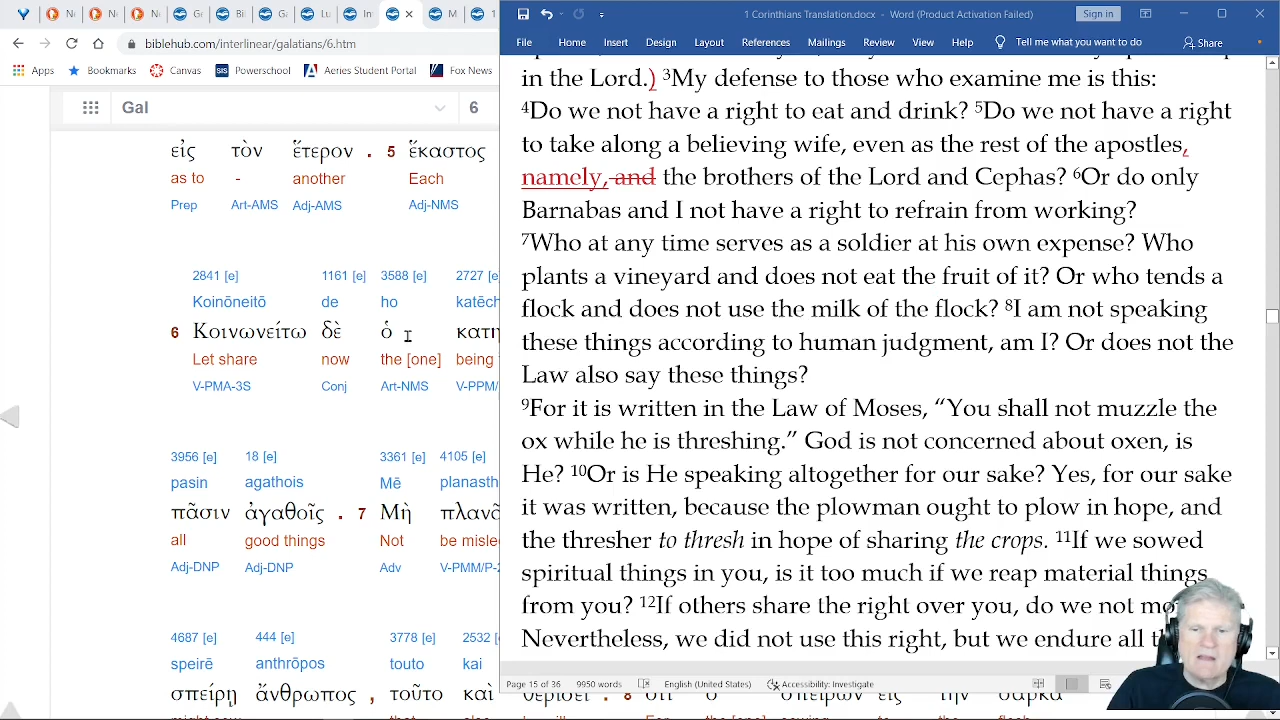 M
1 Corinthians Translation.docx - Word (Product Activation Failed)
Sign in
biblehub.com/interlinear/galatians/6.htm
File Home Insert Design Layout References Mailings Review View Help Tell me what you want to do Share
Apps Bookmarks Canvas SIS Powerschool Aeries Student Portal Fox News
Gal 6
εἰς τὸν ἕτερον . 5 ἕκαστος
as to - another Each
Prep Art-AMS Adj-AMS Adj-NMS
2841 [e] 1161 [e] 3588 [e] 2727 [e]
Koinōneitō de ho katēch
6 Κοινωνείτω δὲ ὁ κατη
Let share now the [one] being
V-PMA-3S Conj Art-NMS V-PPM/
3956 [e] 18 [e] 3361 [e] 4105 [e]
pasin agathois Mē planasth
πᾶσιν ἀγαθοῖς . 7 Μὴ πλανᾶ
all good things Not be mislec
Adj-DNP Adj-DNP Adv V-PMM/P-2
4687 [e] 444 [e] 3778 [e] 2532 [e]
speirē anthrōpos touto kai
σπείρῃ ἄνθρωπος , τοῦτο καὶ θερίσει . 8 ὅτι ὁ σπείρων εἰς τὴν σάρκα
in the Lord.) 3My defense to those who examine me is this:
4Do we not have a right to eat and drink? 5Do we not have a right
to take along a believing wife, even as the rest of the apostles,
namely, and the brothers of the Lord and Cephas? 6Or do only
Barnabas and I not have a right to refrain from working?
7Who at any time serves as a soldier at his own expense? Who
plants a vineyard and does not eat the fruit of it? Or who tends a
flock and does not use the milk of the flock? 8I am not speaking
these things according to human judgment, am I? Or does not the
Law also say these things?
9For it is written in the Law of Moses, “You shall not muzzle the
ox while he is threshing.” God is not concerned about oxen, is
He? 10Or is He speaking altogether for our sake? Yes, for our sake
it was written, because the plowman ought to plow in hope, and
the thresher to thresh in hope of sharing the crops. 11If we sowed
spiritual things in you, is it too much if we reap material things
from you? 12If others share the right over you, do we not mo
Nevertheless, we did not use this right, but we endure all
Page 15 of 36 9950 words English (United States) Accessibility: Investigate